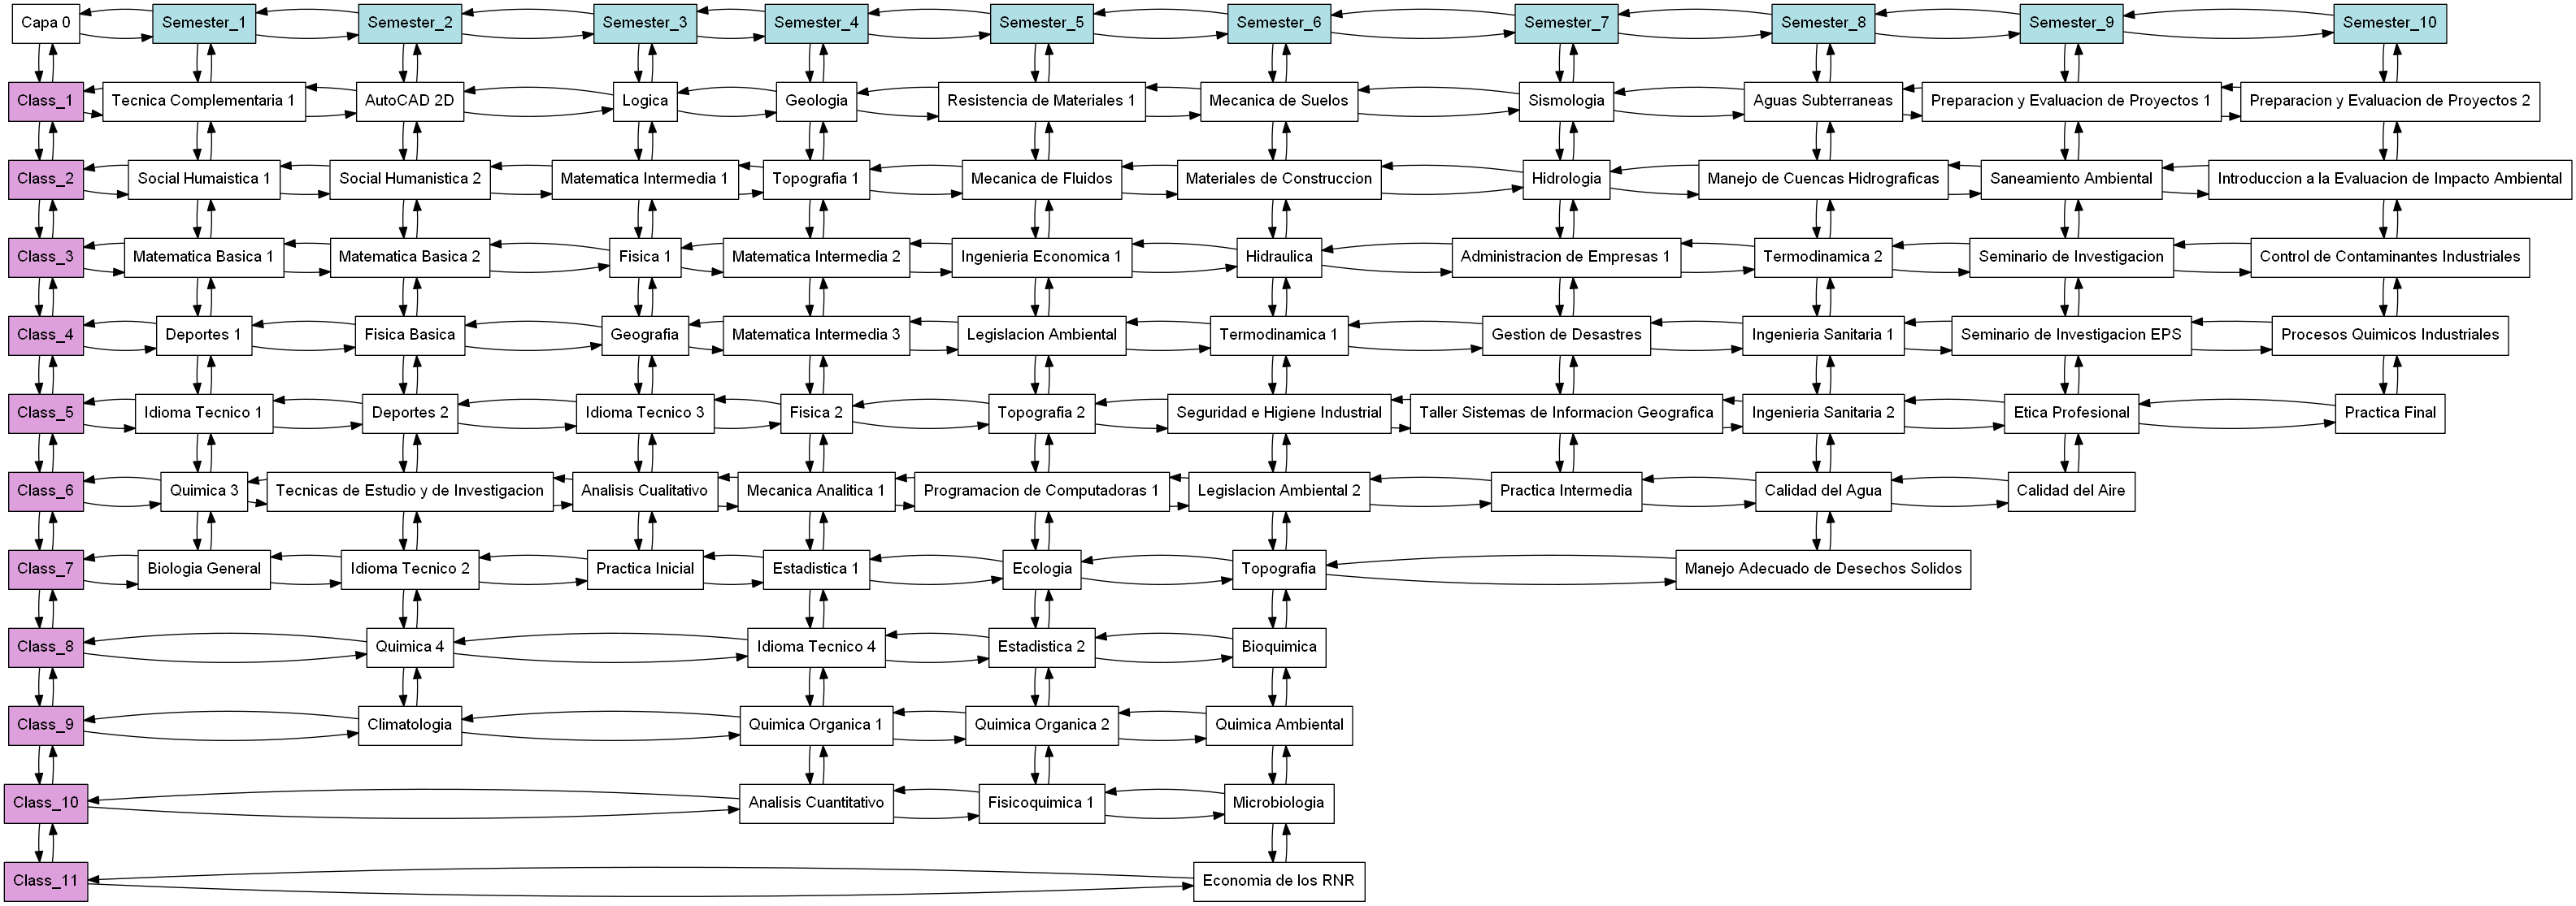 Capa 0
Semester_1
Semester_2
Semester_3
Semester_4
Semester_5
Semester_6
Semester_7
Semester_8
Semester_9
Semester_10
Class_1
Tecnica Complementaria 1
AutoCAD 2D
Logica
Geologia
Resistencia de Materiales 1
Mecanica de Suelos
Sismologia
Aguas Subterraneas
Preparacion y Evaluacion de Proyectos 1
Preparacion y Evaluacion de Proyectos 2
Class_2
Social Humaistica 1
Social Humanistica 2
Matematica Intermedia 1
Topografia 1
Mecanica de Fluidos
Materiales de Construccion
Hidrologia
Manejo de Cuencas Hidrograficas
Saneamiento Ambiental
Introduccion a la Evaluacion de Impacto Ambiental
Class_3
Matematica Basica 1
Matematica Basica 2
Fisica 1
Matematica Intermedia 2
Ingenieria Economica 1
Hidraulica
Administracion de Empresas 1
Termodinamica 2
Seminario de Investigacion
Control de Contaminantes Industriales
Class_4
Deportes 1
Fisica Basica
Geografia
Matematica Intermedia 3
Legislacion Ambiental
Termodinamica 1
Gestion de Desastres
Ingenieria Sanitaria 1
Seminario de Investigacion EPS
Procesos Quimicos Industriales
Class_5
Idioma Tecnico 1
Deportes 2
Idioma Tecnico 3
Fisica 2
Topografia 2
Seguridad e Higiene Industrial
Taller Sistemas de Informacion Geografica
Ingenieria Sanitaria 2
Etica Profesional
Practica Final
Class_6
Quimica 3
Tecnicas de Estudio y de Investigacion
Analisis Cualitativo
Mecanica Analitica 1
Programacion de Computadoras 1
Legislacion Ambiental 2
Practica Intermedia
Calidad del Agua
Calidad del Aire
Class_7
Biologia General
Idioma Tecnico 2
Practica Inicial
Estadistica 1
Ecologia
Topografia
Manejo Adecuado de Desechos Solidos
Class_8
Quimica 4
Idioma Tecnico 4
Estadistica 2
Bioquimica
Class_9
Climatologia
Quimica Organica 1
Quimica Organica 2
Quimica Ambiental
Class_10
Analisis Cuantitativo
Fisicoquimica 1
Microbiologia
Class_11
Economia de los RNR